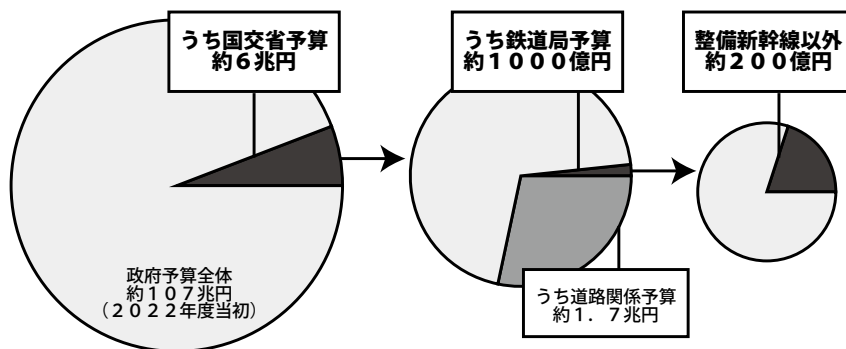 うち国交省予算
約6兆円
うち鉄道局予算
約1000億円
整備新幹線以外
約200億円
政府予算全体
約107兆円
（2022年度当初）
うち道路関係予算
約1．7兆円